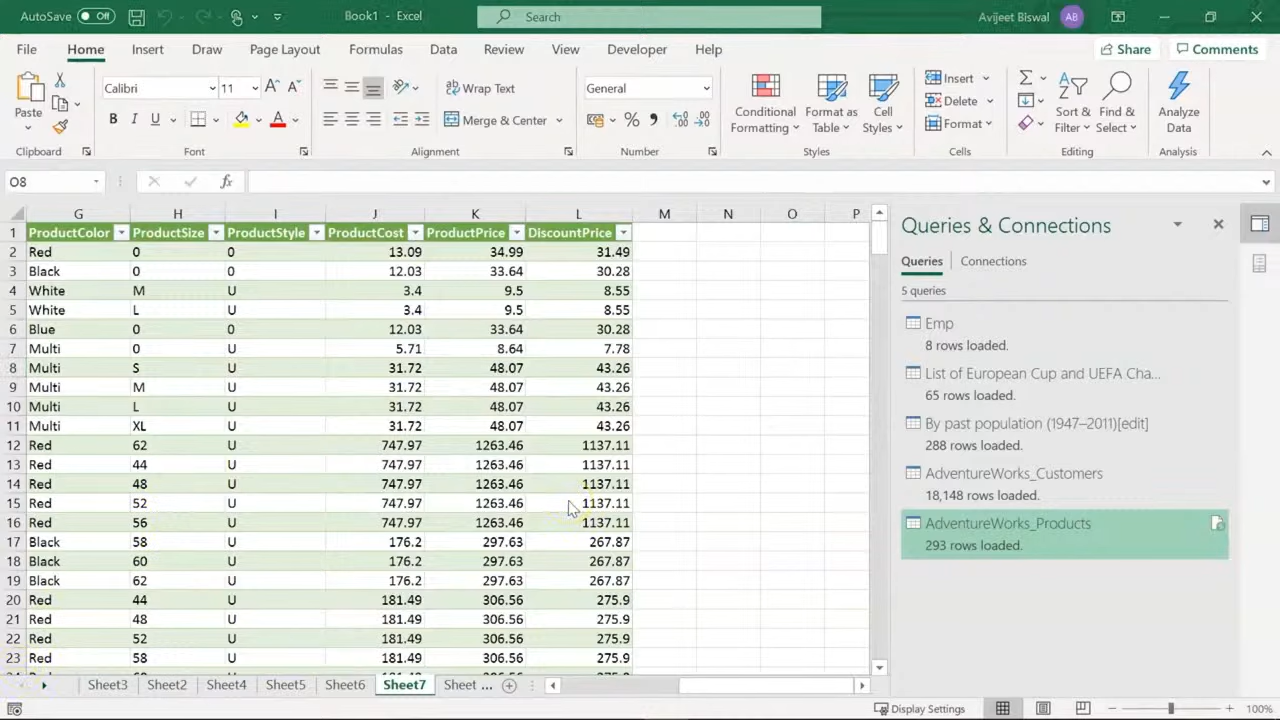 AutoSave Off Book1 - Excel Search Avijeet Biswal AB
File Home Insert Draw Page Layout Formulas Data Review View Developer Help Share Comments
Calibri 11 Wrap Text General Insert
Paste Conditional Format as Cell Delete Sort & Find & Analyze
B I U A Merge & Center % Formatting Table Styles Format Filter Select Data
Clipboard Font Alignment Number Styles Cells Editing Analysis
O8 fx
G H I J K L M N O P
1 ProductColor ProductSize ProductStyle ProductCost ProductPrice DiscountPrice
2 Red 0 0 13.09 34.99 31.49
3 Black 0 0 12.03 33.64 30.28
4 White M U 3.4 9.5 8.55
5 White L U 3.4 9.5 8.55
6 Blue 0 0 12.03 33.64 30.28
7 Multi 0 U 5.71 8.64 7.78
8 Multi S U 31.72 48.07 43.26
9 Multi M U 31.72 48.07 43.26
10 Multi L U 31.72 48.07 43.26
11 Multi XL U 31.72 48.07 43.26
12 Red 62 U 747.97 1263.46 1137.11
13 Red 44 U 747.97 1263.46 1137.11
14 Red 48 U 747.97 1263.46 1137.11
15 Red 52 U 747.97 1263.46 1137.11
16 Red 56 U 747.97 1263.46 1137.11
17 Black 58 U 176.2 297.63 267.87
18 Black 60 U 176.2 297.63 267.87
19 Black 62 U 176.2 297.63 267.87
20 Red 44 U 181.49 306.56 275.9
21 Red 48 U 181.49 306.56 275.9
22 Red 52 U 181.49 306.56 275.9
23 Red 58 U 181.49 306.56 275.9
Queries & Connections
Queries Connections
5 queries
Emp
8 rows loaded.
List of European Cup and UEFA Cha...
65 rows loaded.
By past population (1947–2011)[edit]
288 rows loaded.
AdventureWorks_Customers
18,148 rows loaded.
AdventureWorks_Products
293 rows loaded.
Sheet3 Sheet2 Sheet4 Sheet5 Sheet6 Sheet7 Sheet ...
Display Settings 100%